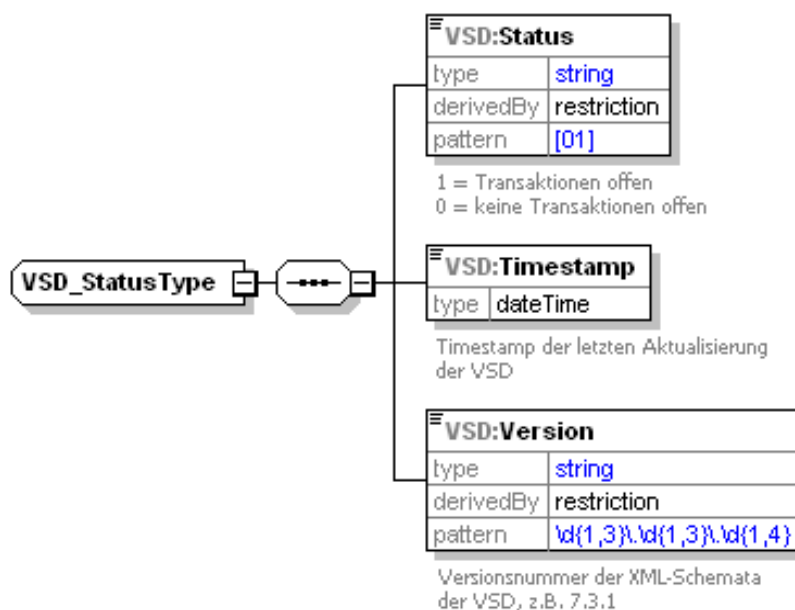 VSD:Status
type string
derivedBy restriction
pattern [01]
1 = Transaktionen offen
0 = keine Transaktionen offen
VSD_StatusType
VSD:Timestamp
type dateTime
Timestamp der letzten Aktualisierung
der VSD
VSD:Version
type string
derivedBy restriction
pattern \d{1,3}\.\d{1,3}\.\d{1,4}
Versionsnummer der XML-Schemata
der VSD, z.B. 7.3.1